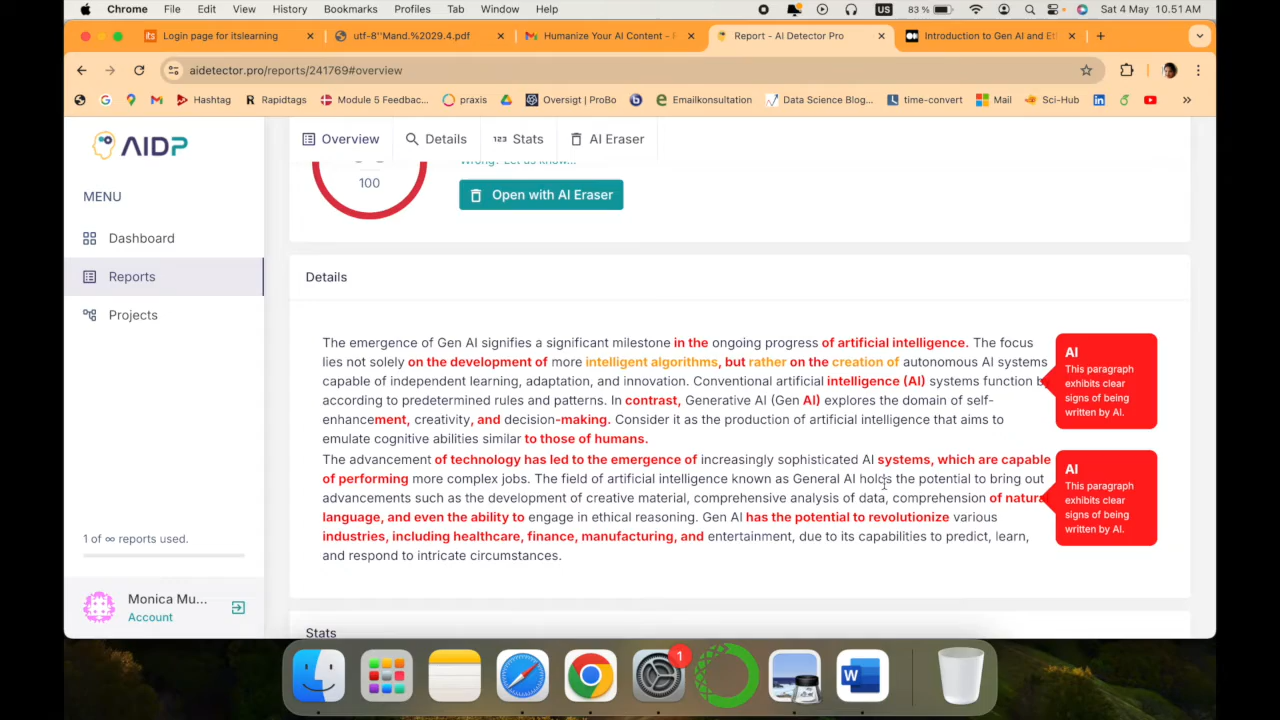 Chrome File Edit View History Bookmarks Profiles Tab Window Help US 83 % Sat 4 May 10.51 AM
Login page for itslearning utf-8''Mand.%2029.4.pdf Humanize Your AI Content - Report - AI Detector Pro Introduction to Gen AI and Et
aidetector.pro/reports/241769#overview
Hashtag Rapidtags Module 5 Feedbac... praxis Oversigt | ProBo Emailkonsultation Data Science Blog... time-convert Mail Sci-Hub
AIDP
Overview Details Stats AI Eraser
100
Open with AI Eraser
MENU
Dashboard
Reports
Projects
Details
The emergence of Gen AI signifies a significant milestone in the ongoing progress of artificial intelligence. The focus
lies not solely on the development of more intelligent algorithms, but rather on the creation of autonomous AI systems
capable of independent learning, adaptation, and innovation. Conventional artificial intelligence (AI) systems function
according to predetermined rules and patterns. In contrast, Generative AI (Gen AI) explores the domain of self-
enhancement, creativity, and decision-making. Consider it as the production of artificial intelligence that aims to
emulate cognitive abilities similar to those of humans.
AI
This paragraph
exhibits clear
signs of being
written by AI.
The advancement of technology has led to the emergence of increasingly sophisticated AI systems, which are capable
of performing more complex jobs. The field of artificial intelligence known as General AI holds the potential to bring out
advancements such as the development of creative material, comprehensive analysis of data, comprehension of natural
language, and even the ability to engage in ethical reasoning. Gen AI has the potential to revolutionize various
industries, including healthcare, finance, manufacturing, and entertainment, due to its capabilities to predict, learn,
and respond to intricate circumstances.
AI
This paragraph
exhibits clear
signs of being
written by AI.
Stats
1 of ∞ reports used.
Monica Mu...
Account
1
W